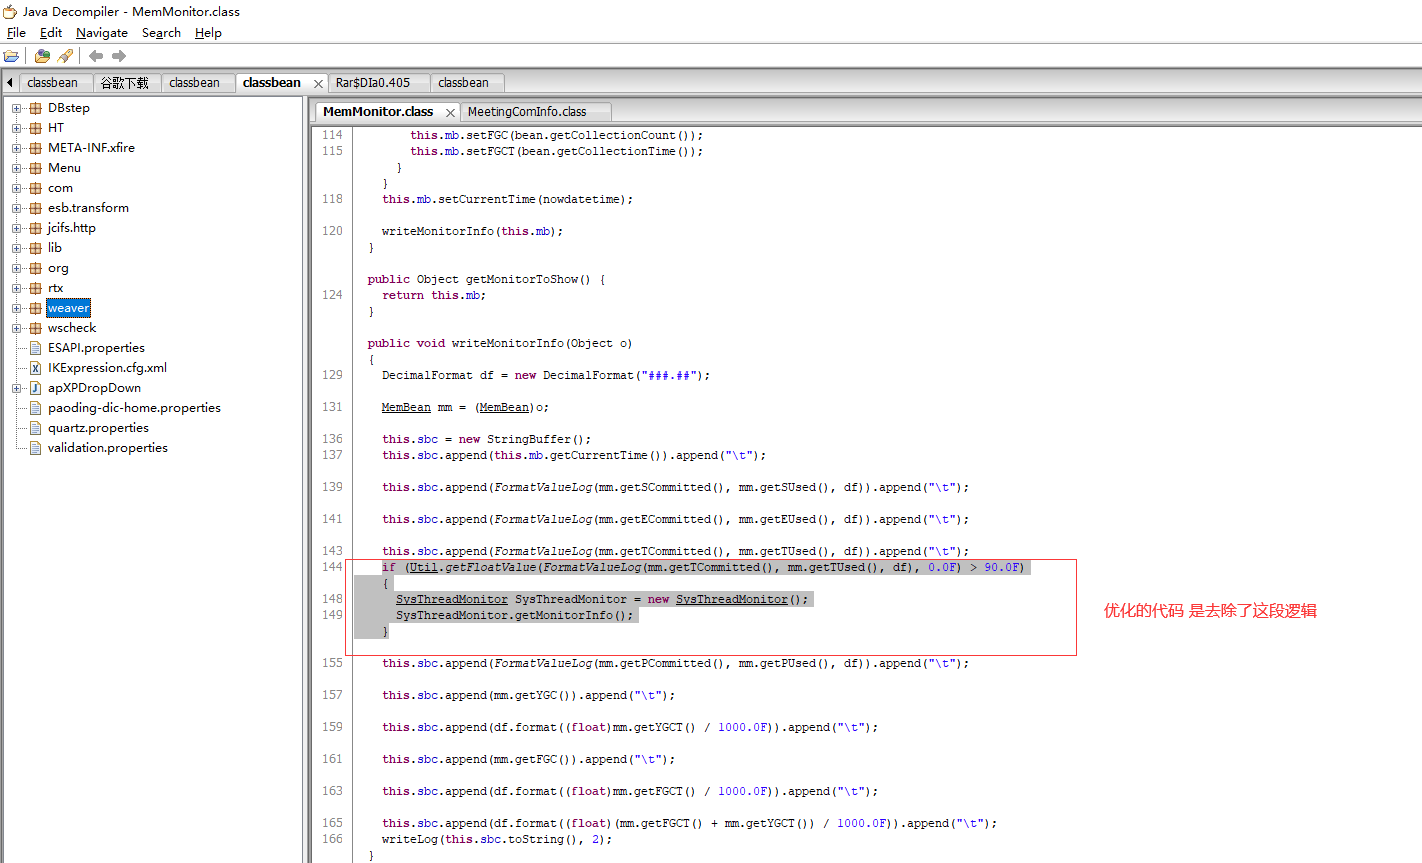 Java Decompiler - MemMonitor.class
File Edit Navigate Search Help
classbean 谷歌下载 classbean classbean Rar$DIa0.405 classbean
DBstep
HT
META-INF.xfire
Menu
com
esb.transform
jcifs.http
lib
org
rtx
weaver
wscheck
ESAPI.properties
IKExpression.cfg.xml
apXPDropDown
paoding-dic-home.properties
quartz.properties
validation.properties
MemMonitor.class MeetingComInfo.class
114 this.mb.setFGC(bean.getCollectionCount());
115 this.mb.setFGCT(bean.getCollectionTime());
}
}
118 this.mb.setCurrentTime(nowdatetime);
120 writeMonitorInfo(this.mb);
}
public Object getMonitorToShow() {
124 return this.mb;
}
public void writeMonitorInfo(Object o)
{
129 DecimalFormat df = new DecimalFormat("###.##");
131 MemBean mm = (MemBean)o;
136 this.sbc = new StringBuffer();
137 this.sbc.append(this.mb.getCurrentTime()).append("\t");
139 this.sbc.append(FormatValueLog(mm.getSCommitted(), mm.getSUsed(), df)).append("\t");
141 this.sbc.append(FormatValueLog(mm.getECommitted(), mm.getEUsed(), df)).append("\t");
143 this.sbc.append(FormatValueLog(mm.getTCommitted(), mm.getTUsed(), df)).append("\t");
144 if (Util.getFloatValue(FormatValueLog(mm.getTCommitted(), mm.getTUsed(), df), 0.0F) > 90.0F)
{
148 SysThreadMonitor SysThreadMonitor = new SysThreadMonitor();
149 SysThreadMonitor.getMonitorInfo();
}
优化的代码 是去除了这段逻辑
155 this.sbc.append(FormatValueLog(mm.getPCommitted(), mm.getPUsed(), df)).append("\t");
157 this.sbc.append(mm.getYGC()).append("\t");
159 this.sbc.append(df.format((float)mm.getYGCT() / 1000.0F)).append("\t");
161 this.sbc.append(mm.getFGC()).append("\t");
163 this.sbc.append(df.format((float)mm.getFGCT() / 1000.0F)).append("\t");
165 this.sbc.append(df.format((float)(mm.getFGCT() + mm.getYGCT()) / 1000.0F)).append("\t");
166 writeLog(this.sbc.toString(), 2);
}